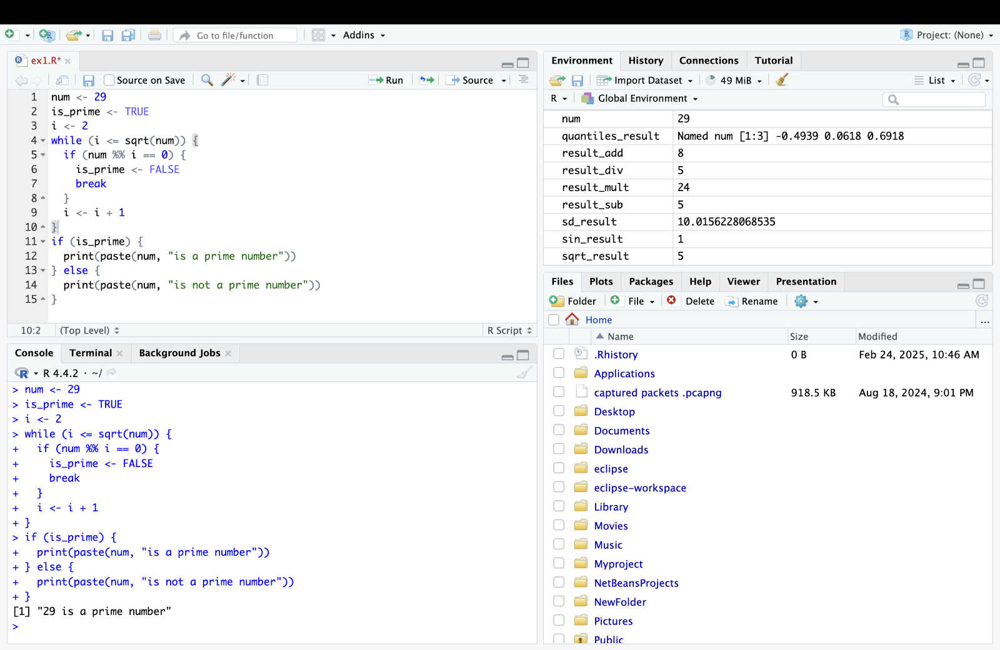 Go to file/function
Addins
Project: (None)
ex1.R*
Source on Save
Run
Source
1 num <- 29
2 is_prime <- TRUE
3 i <- 2
4 while (i <= sqrt(num)) {
5   if (num %% i == 0) {
6     is_prime <- FALSE
7     break
8   }
9   i <- i + 1
10 }
11 if (is_prime) {
12   print(paste(num, "is a prime number"))
13 } else {
14   print(paste(num, "is not a prime number"))
15 }
10:2 (Top Level) R Script
Console Terminal Background Jobs
R R 4.4.2 · ~/
> num <- 29
> is_prime <- TRUE
> i <- 2
> while (i <= sqrt(num)) {
+   if (num %% i == 0) {
+     is_prime <- FALSE
+     break
+   }
+   i <- i + 1
+ }
> if (is_prime) {
+   print(paste(num, "is a prime number"))
+ } else {
+   print(paste(num, "is not a prime number"))
+ }
[1] "29 is a prime number"
>
Environment History Connections Tutorial
Import Dataset 49 MiB List
R Global Environment
num 29
quantiles_result Named num [1:3] -0.4939 0.0618 0.6918
result_add 8
result_div 5
result_mult 24
result_sub 5
sd_result 10.0156228068535
sin_result 1
sqrt_result 5
Files Plots Packages Help Viewer Presentation
Folder File Delete Rename
Home ...
Name Size Modified
.Rhistory 0 B Feb 24, 2025, 10:46 AM
Applications
captured packets .pcapng 918.5 KB Aug 18, 2024, 9:01 PM
Desktop
Documents
Downloads
eclipse
eclipse-workspace
Library
Movies
Music
Myproject
NetBeansProjects
NewFolder
Pictures
Public